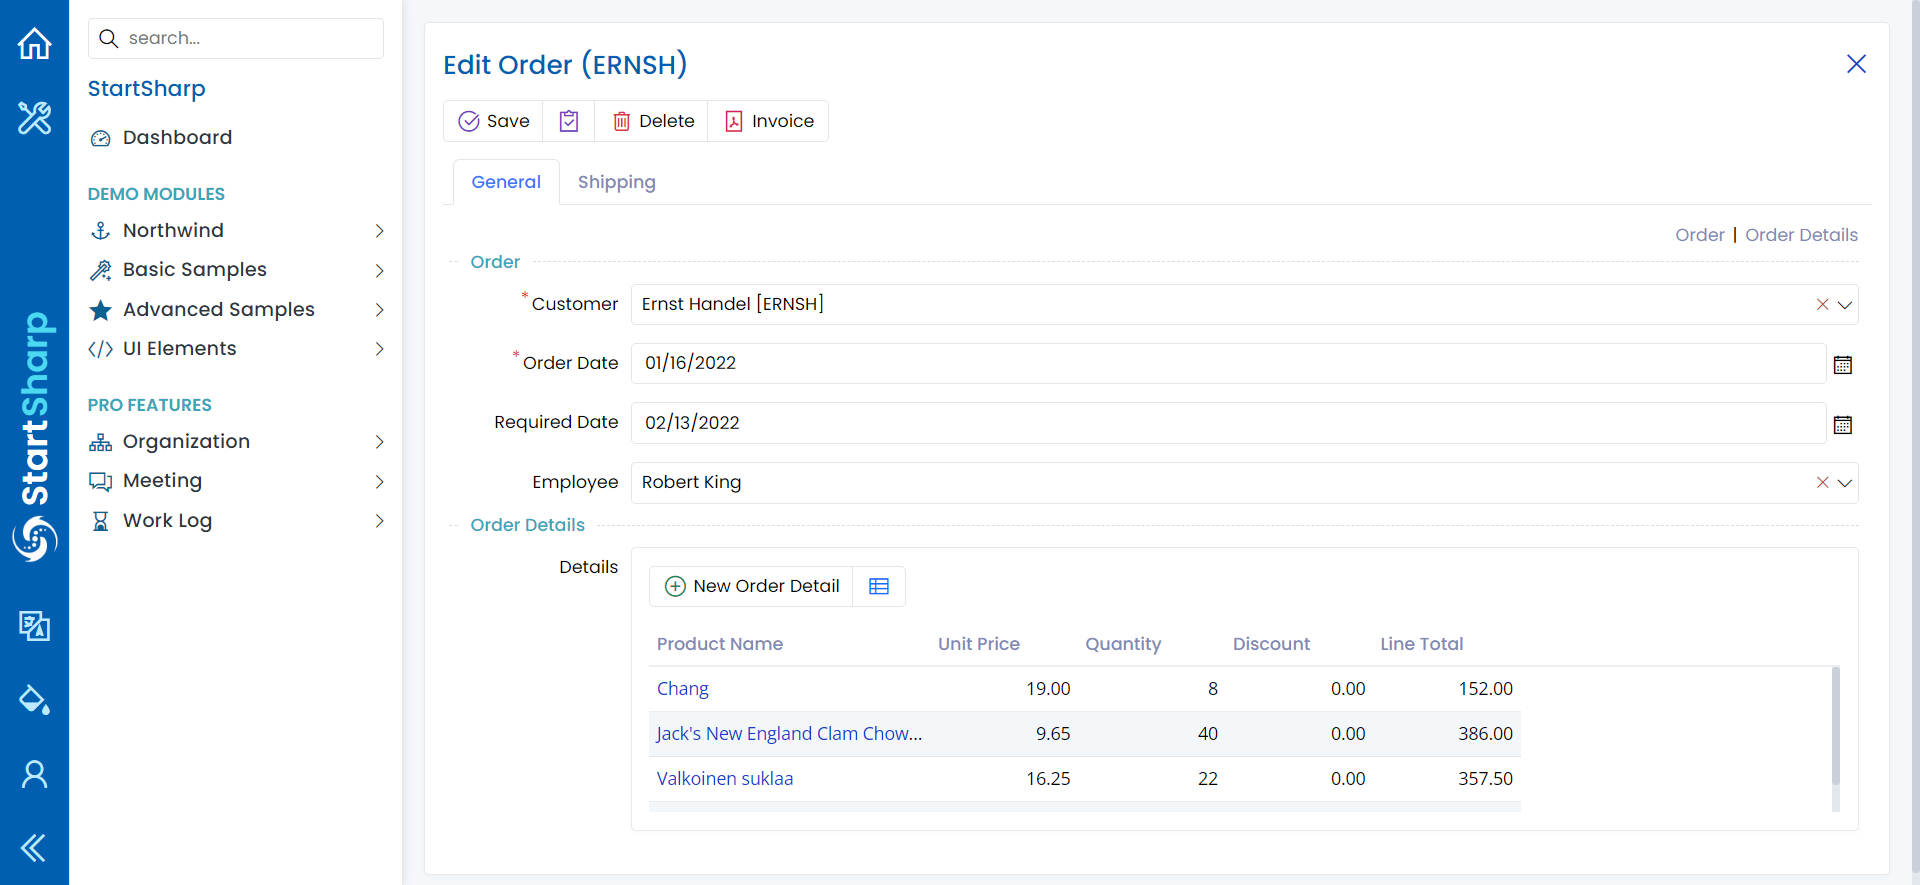 StartSharp
search...
StartSharp
Dashboard
DEMO MODULES
Northwind
Basic Samples
Advanced Samples
UI Elements
PRO FEATURES
Organization
Meeting
Work Log
Edit Order (ERNSH)
Save Delete Invoice
General Shipping
Order | Order Details
Order
* Customer Ernst Handel [ERNSH]
* Order Date 01/16/2022
Required Date 02/13/2022
Employee Robert King
Order Details
Details
New Order Detail
Product Name Unit Price Quantity Discount Line Total
Chang 19.00 8 0.00 152.00
Jack's New England Clam Chow... 9.65 40 0.00 386.00
Valkoinen suklaa 16.25 22 0.00 357.50